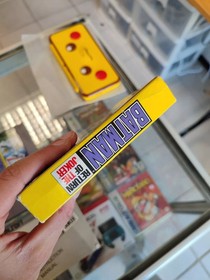 BATMAN
RETURN
OF THE
JOKER